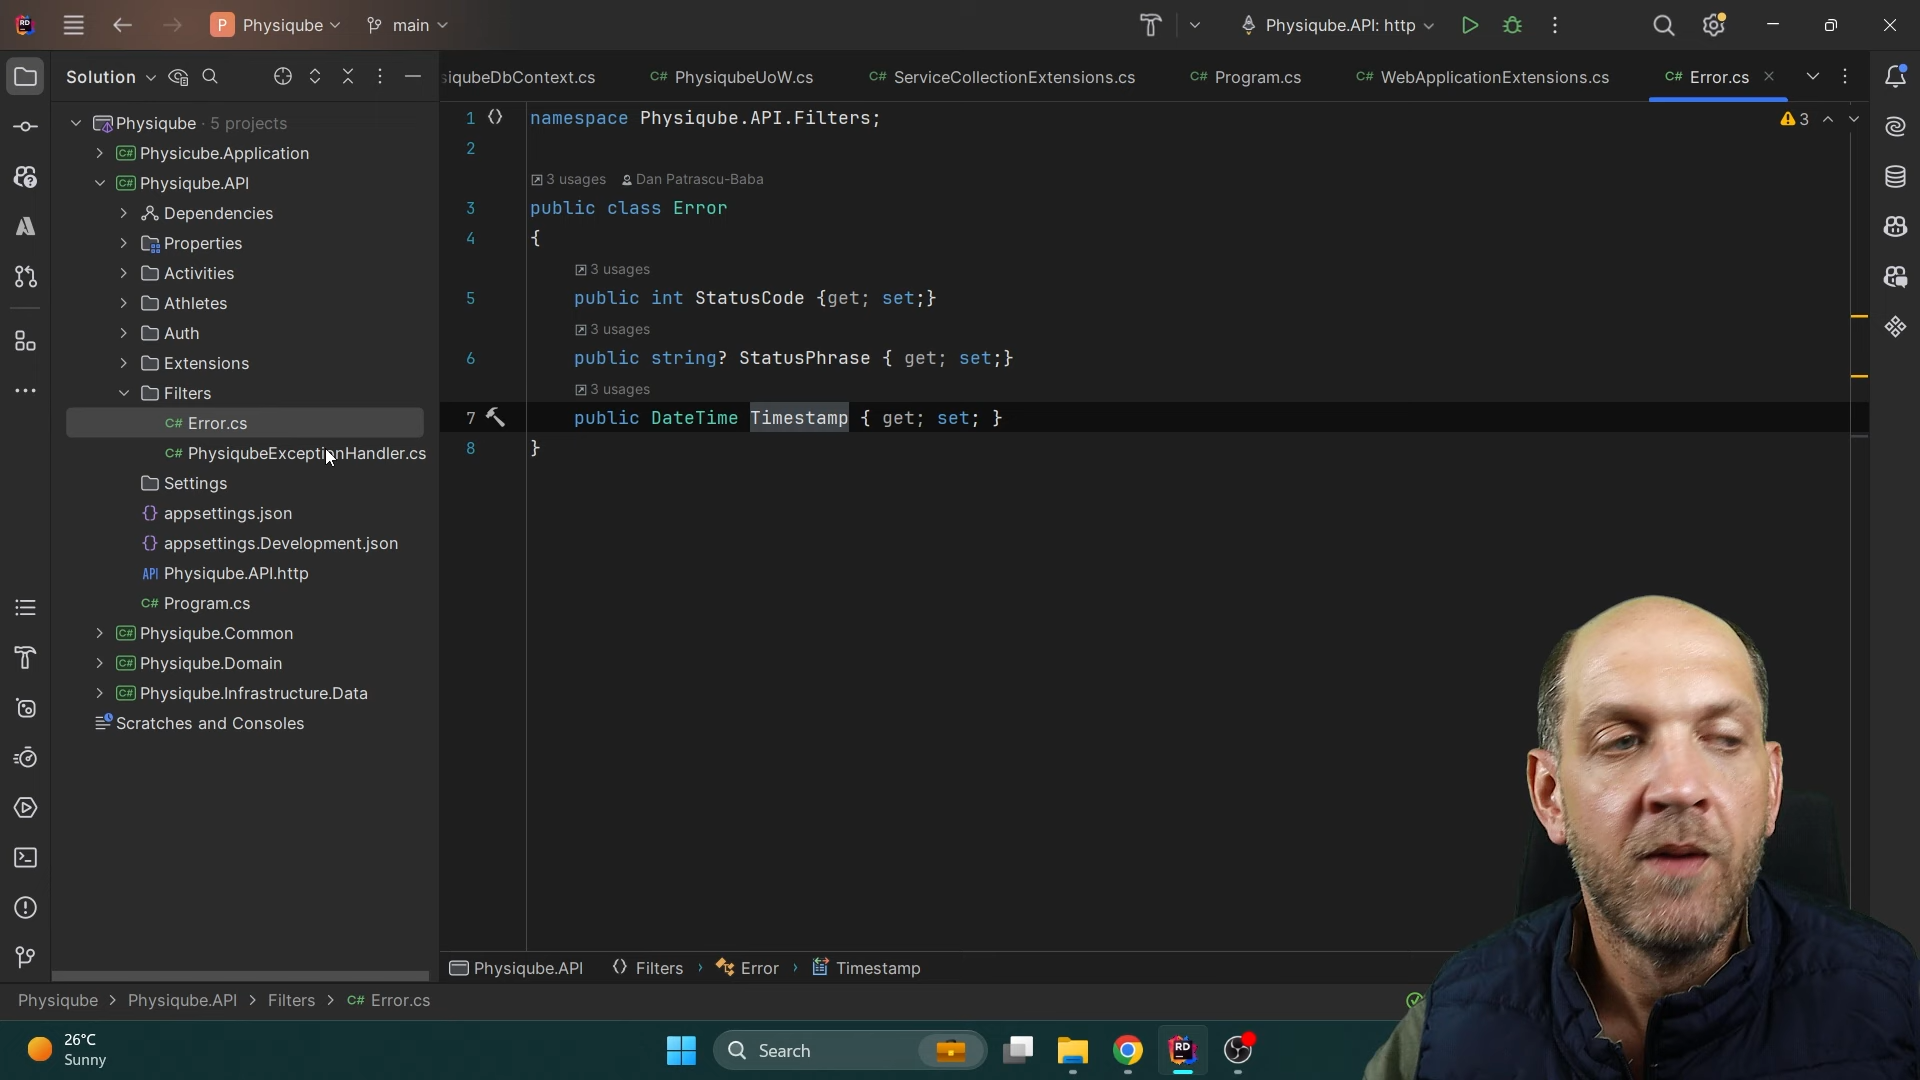 P Physiqube main
Physiqube.API: http
Solution
siqubeDbContext.cs C# PhysiqubeUoW.cs C# ServiceCollectionExtensions.cs C# Program.cs C# WebApplicationExtensions.cs C# Error.cs
Physiqube · 5 projects
C# Physicube.Application
C# Physiqube.API
Dependencies
Properties
Activities
Athletes
Auth
Extensions
Filters
C# Error.cs
C# PhysiqubeExceptionHandler.cs
Settings
{} appsettings.json
{} appsettings.Development.json
API Physiqube.API.http
C# Program.cs
C# Physiqube.Common
C# Physiqube.Domain
C# Physiqube.Infrastructure.Data
Scratches and Consoles
1 namespace Physiqube.API.Filters;
3
2
3 usages Dan Patrascu-Baba
3 public class Error
4 {
3 usages
5 public int StatusCode {get; set;}
3 usages
6 public string? StatusPhrase { get; set;}
3 usages
7 public DateTime Timestamp { get; set; }
8 }
Physiqube.API Filters › Error › Timestamp
Physiqube > Physiqube.API > Filters > C# Error.cs
26°C
Sunny
Search
RD